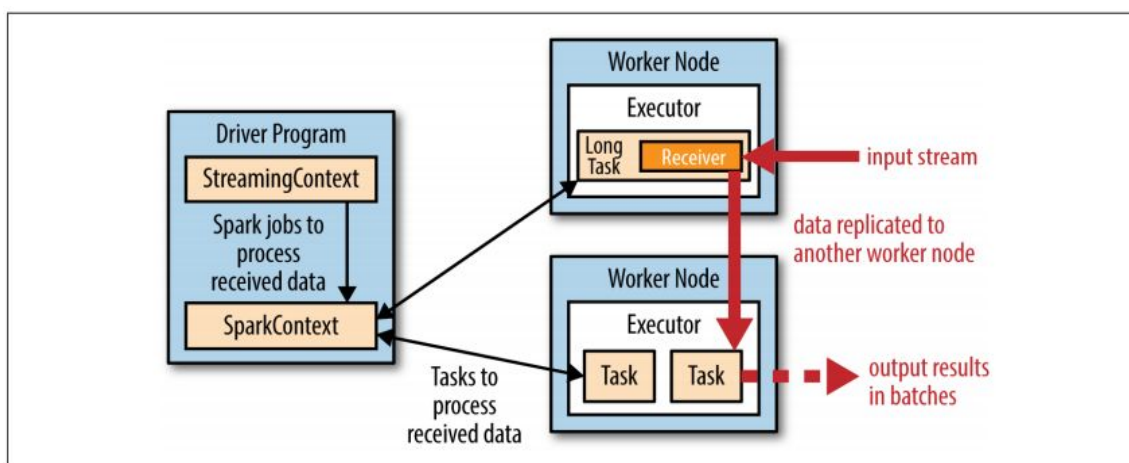 Driver Program
StreamingContext
Spark jobs to
process
received data
SparkContext
Tasks to
process
received data
Worker Node
Executor
Long
Task
Receiver
input stream
data replicated to
another worker node
Worker Node
Executor
Task
Task
output results
in batches